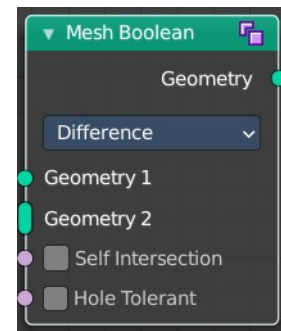 Mesh Boolean
Geometry
Difference
Geometry 1
Geometry 2
Self Intersection
Hole Tolerant